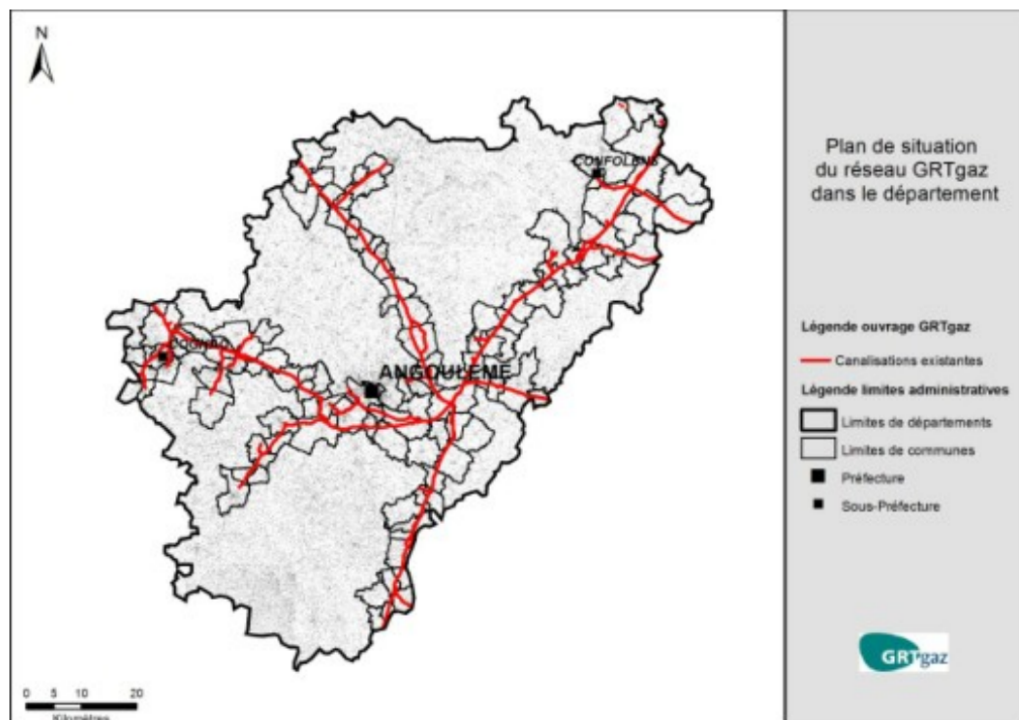 N
CONFOLENS
COGNAC
ANGOULEME
0 5 10 20
Kilomètres
Plan de situation
du réseau GRTgaz
dans le département
Légende ouvrage GRTgaz
Canalisations existantes
Légende limites administratives
Limites de départements
Limites de communes
Préfecture
Sous-Préfecture
GRTgaz